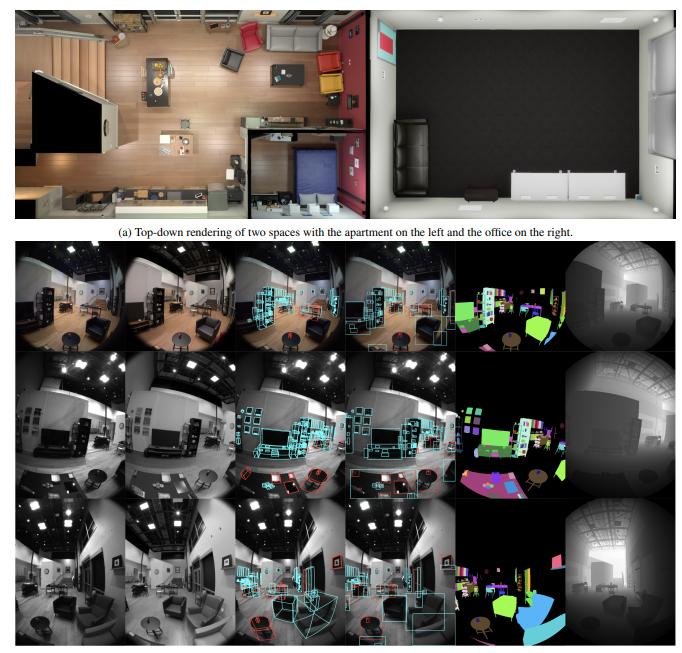 (a) Top-down rendering of two spaces with the apartment on the left and the office on the right.